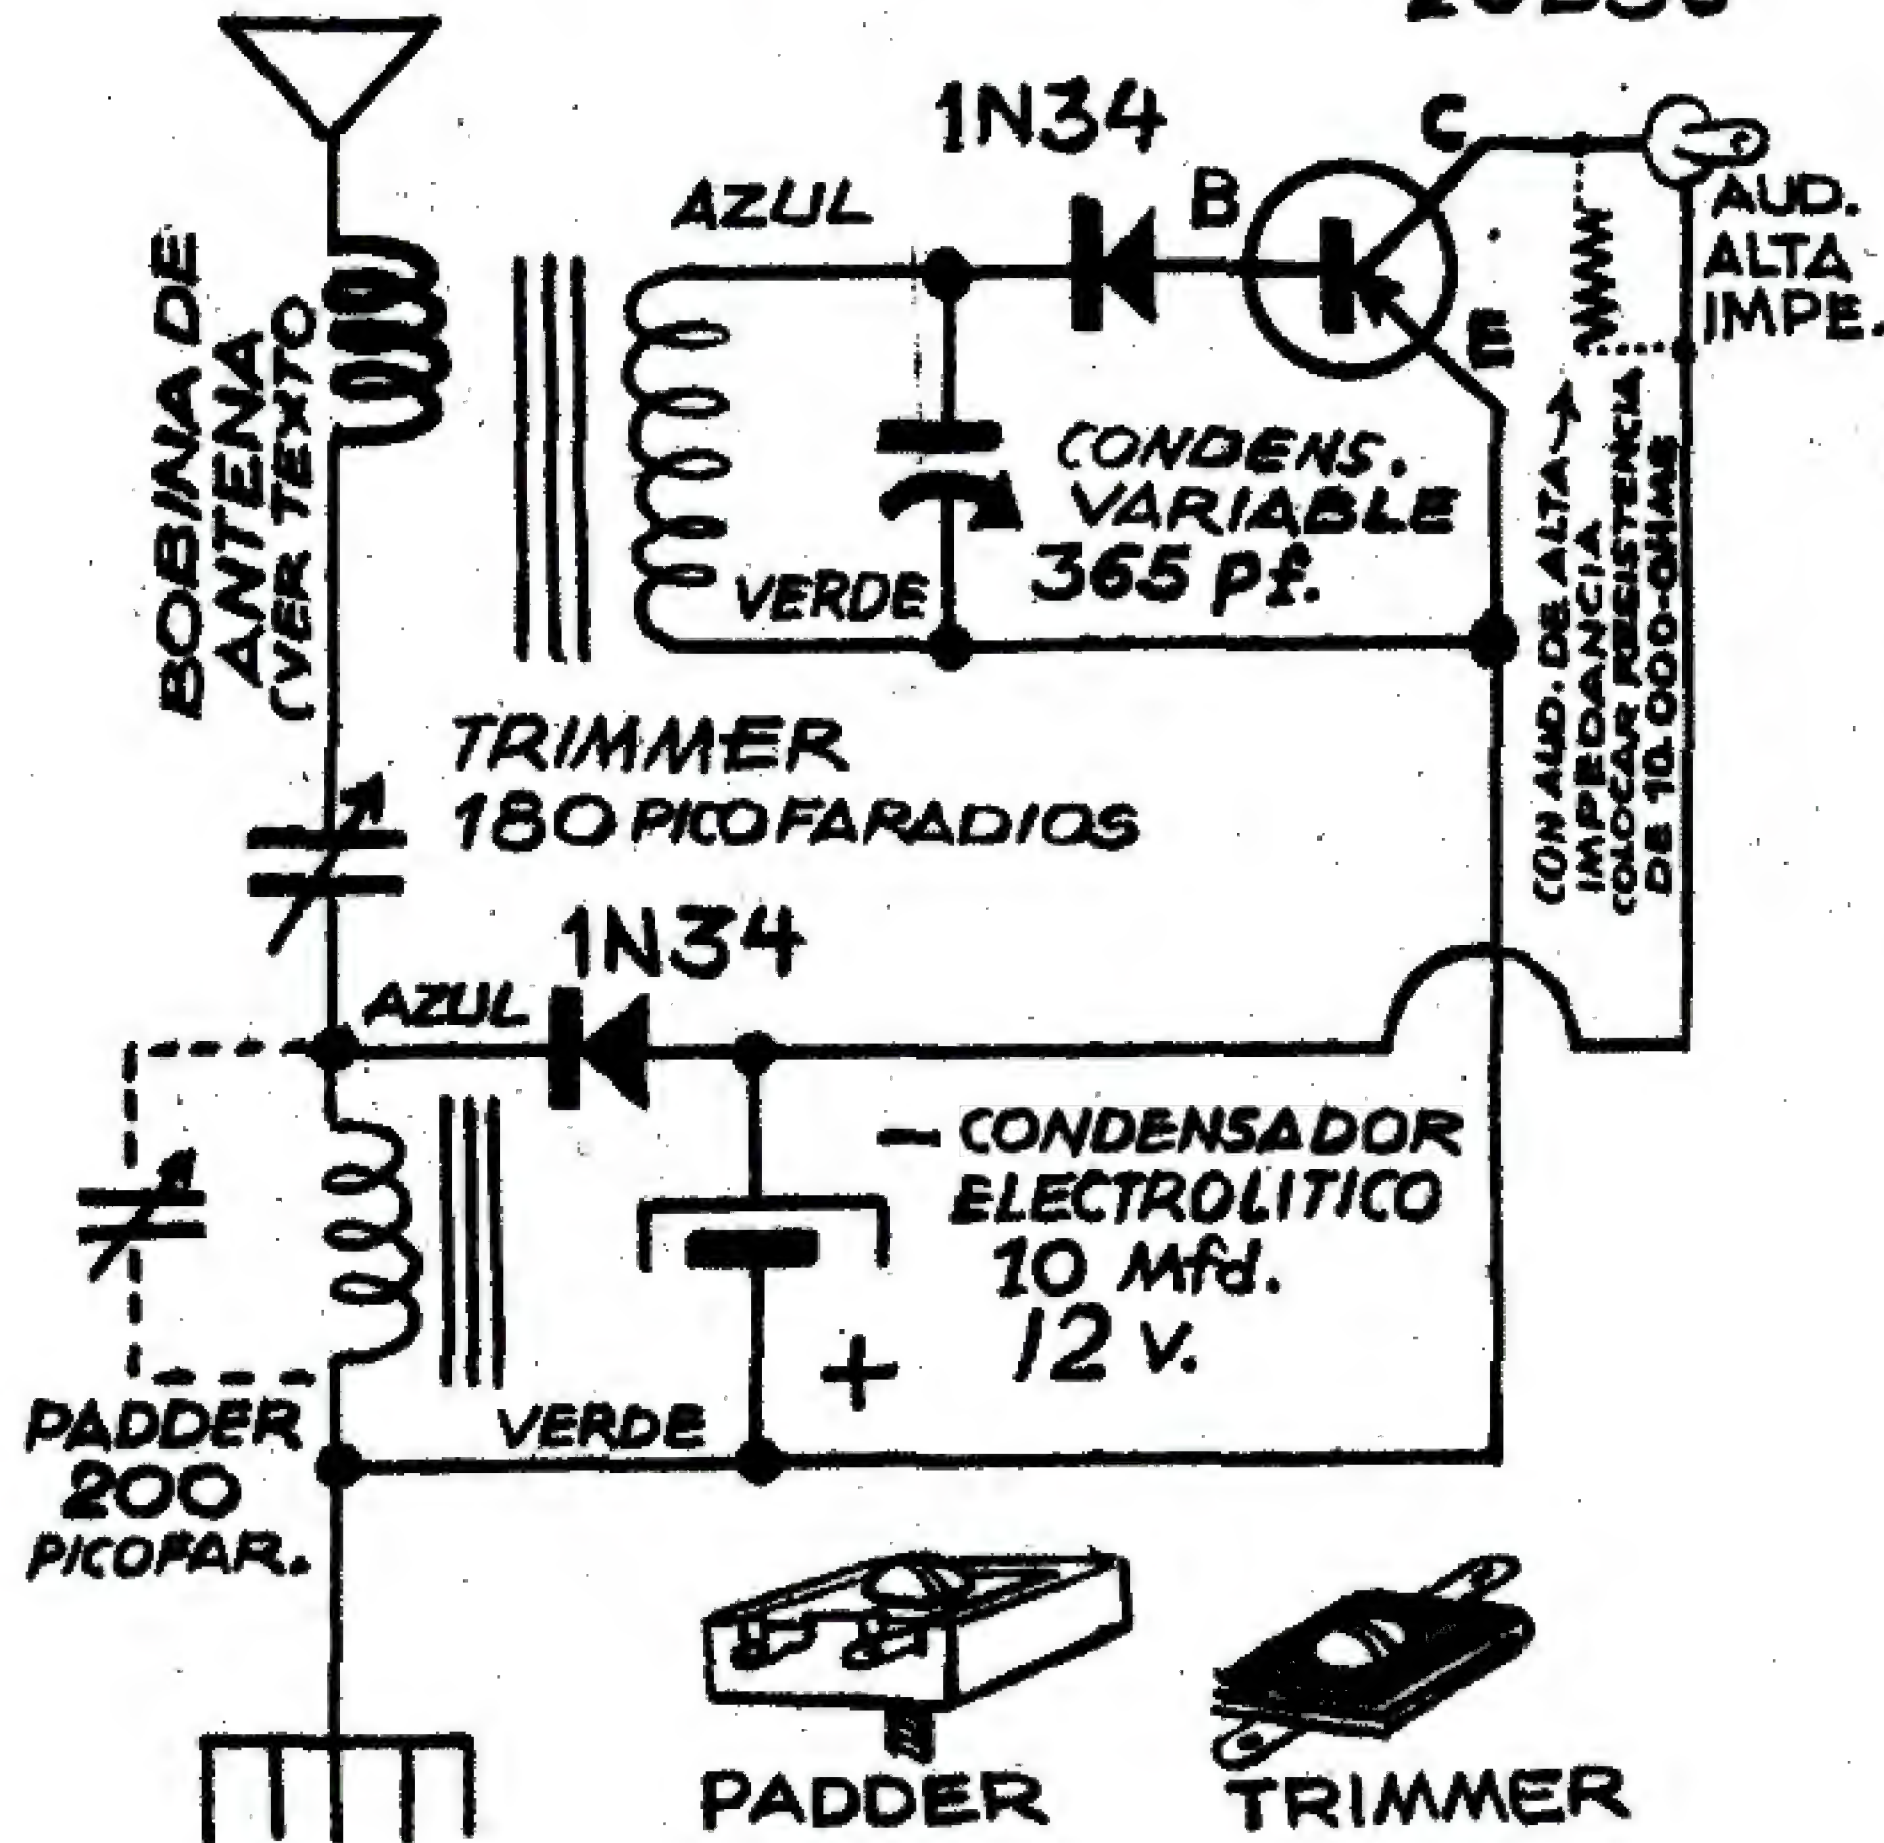 1N34
C
B
E
AUD.
ALTA
IMPE.
AZUL
BOBINA DE
ANTENA
(VER TEXTO
CONDENS.
VARIABLE
365 pf.
VERDE
CON AUD. DE ALTA
IMPEDANCIA
COLOCAR RESISTENCIA
DE 10.000-OHMS
TRIMMER
180 PICOFARADIOS
1N34
AZUL
- CONDENSADOR
ELECTROLITICO
10 Mfd.
12 v.
+
PADDER
200
PICOFAR.
VERDE
PADDER
TRIMMER